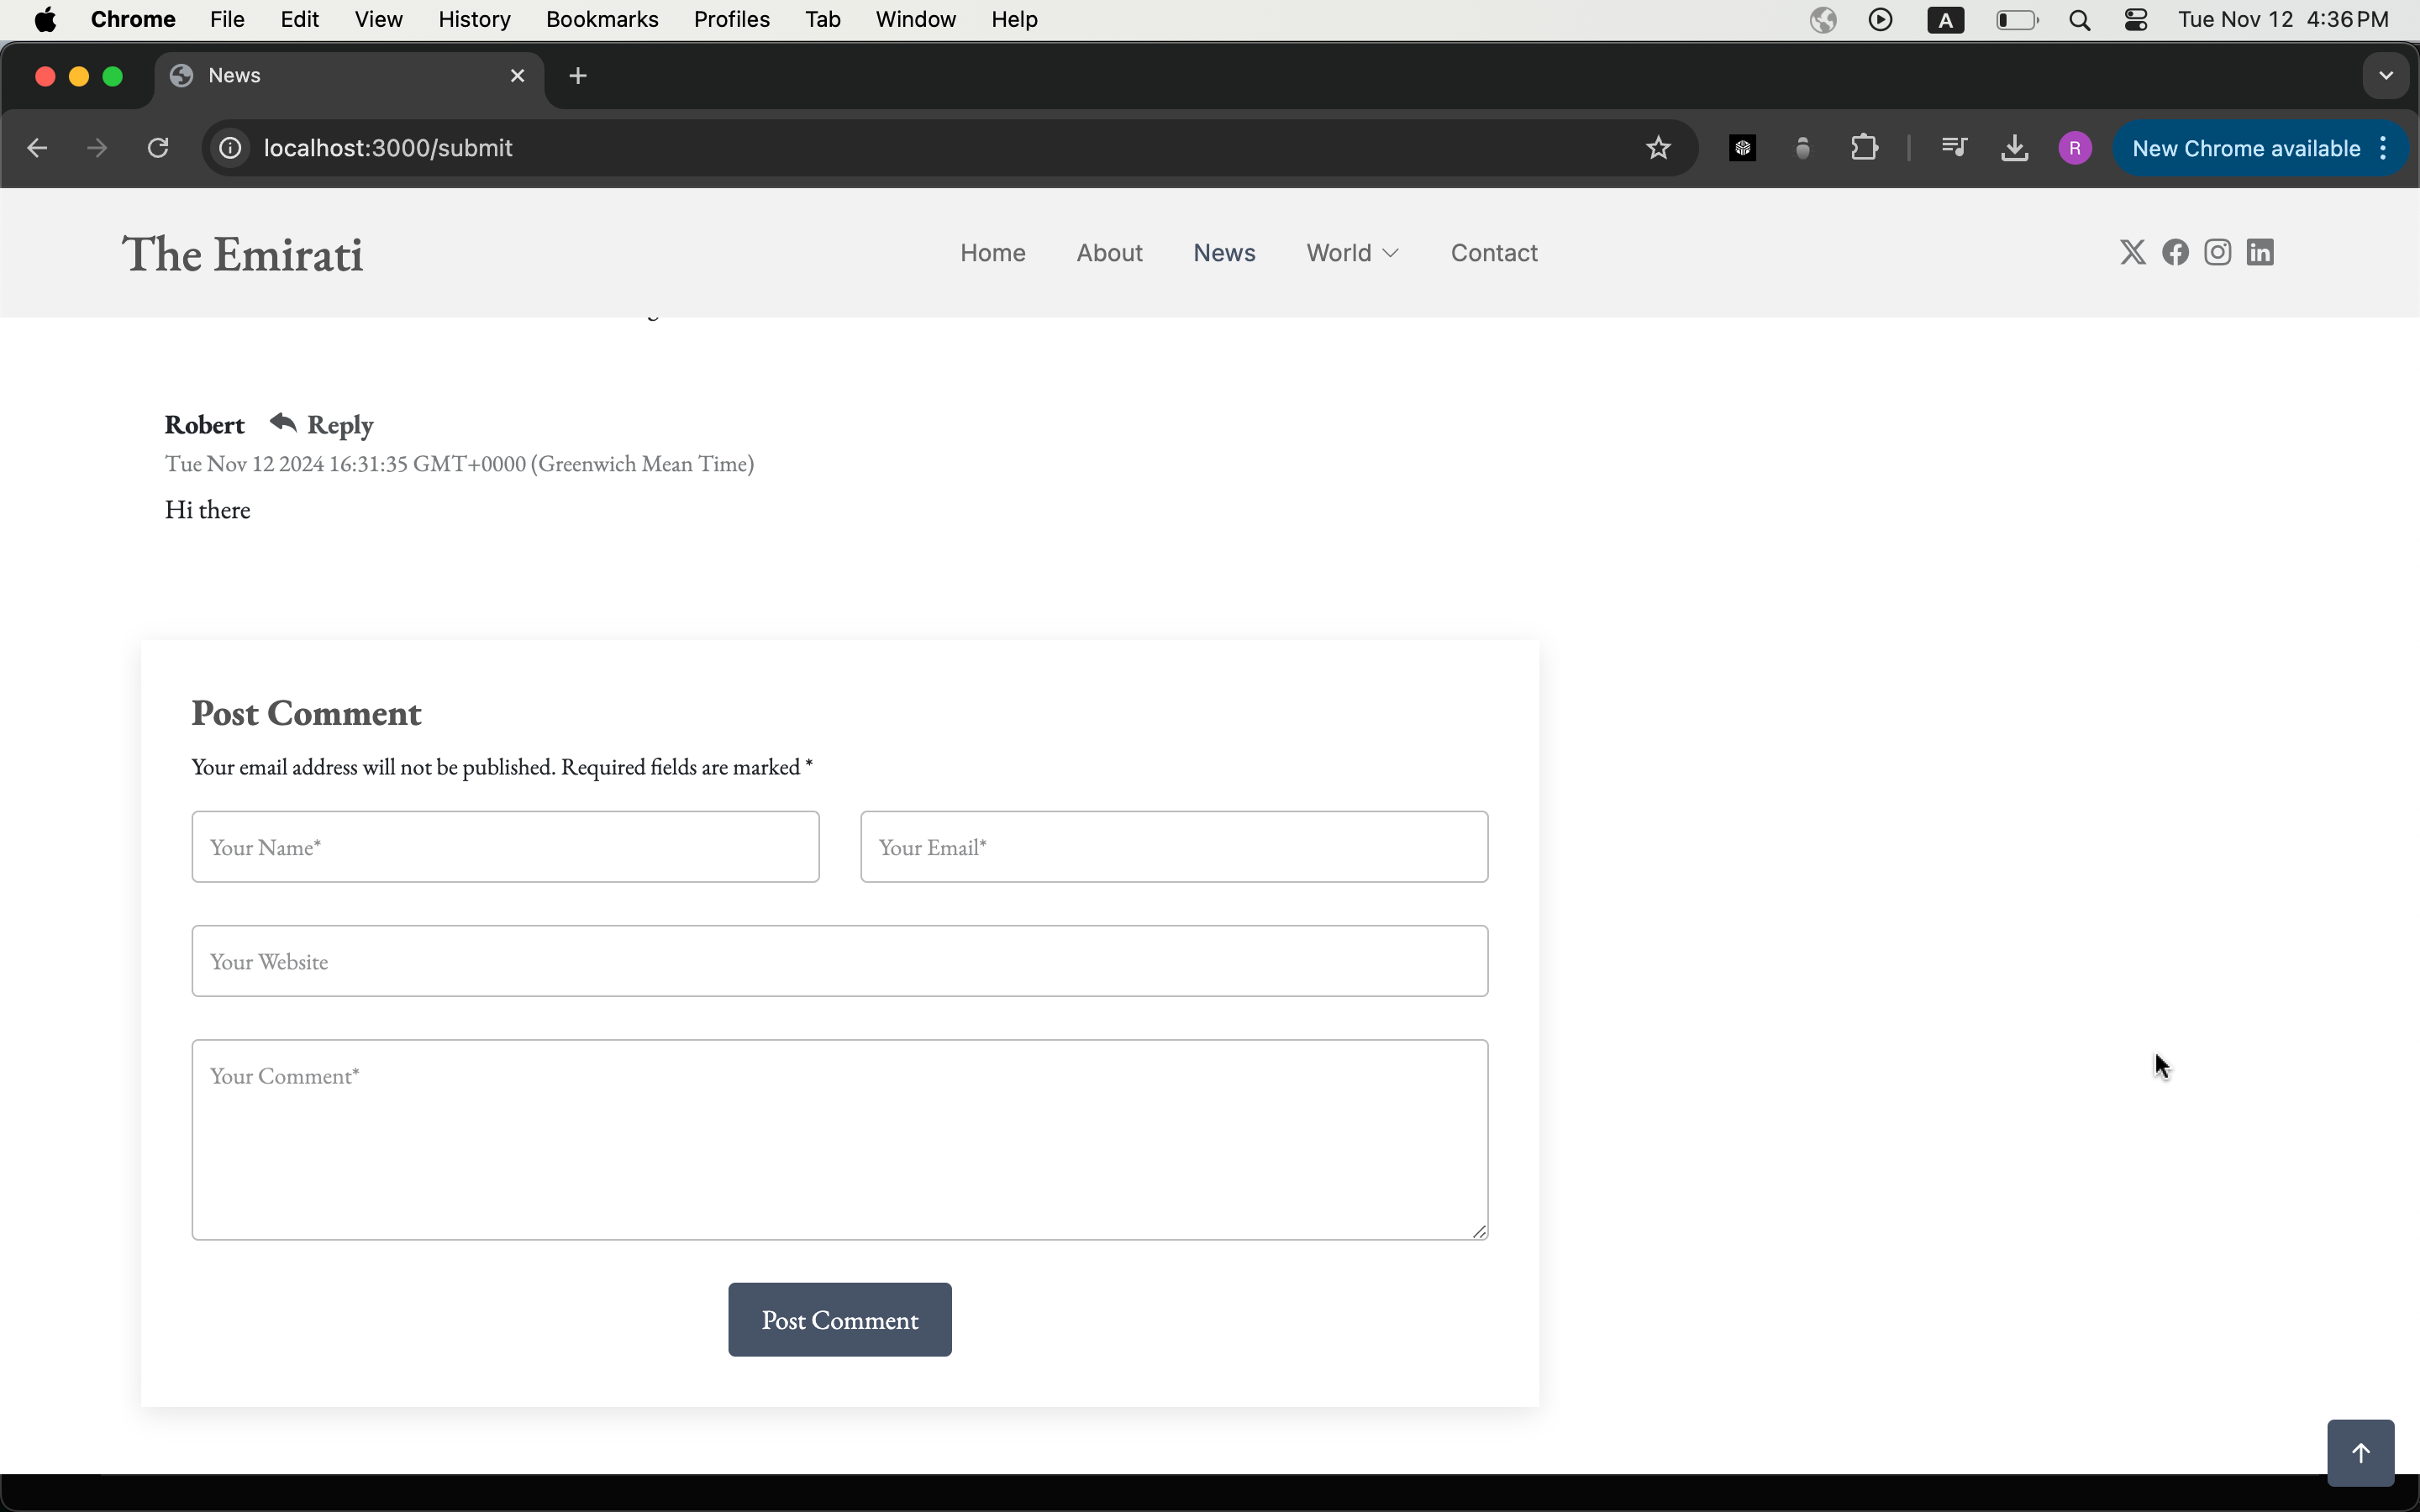 Chrome File Edit View History Bookmarks Profiles Tab Window Help A Tue Nov 12 4:36 PM
News
localhost:3000/submit R New Chrome available
The Emirati Home About News World Contact
Robert Reply
Tue Nov 12 2024 16:31:35 GMT+0000 (Greenwich Mean Time)
Hi there
Post Comment
Your email address will not be published. Required fields are marked *
Your Name* Your Email*
Your Website
Your Comment*
Post Comment